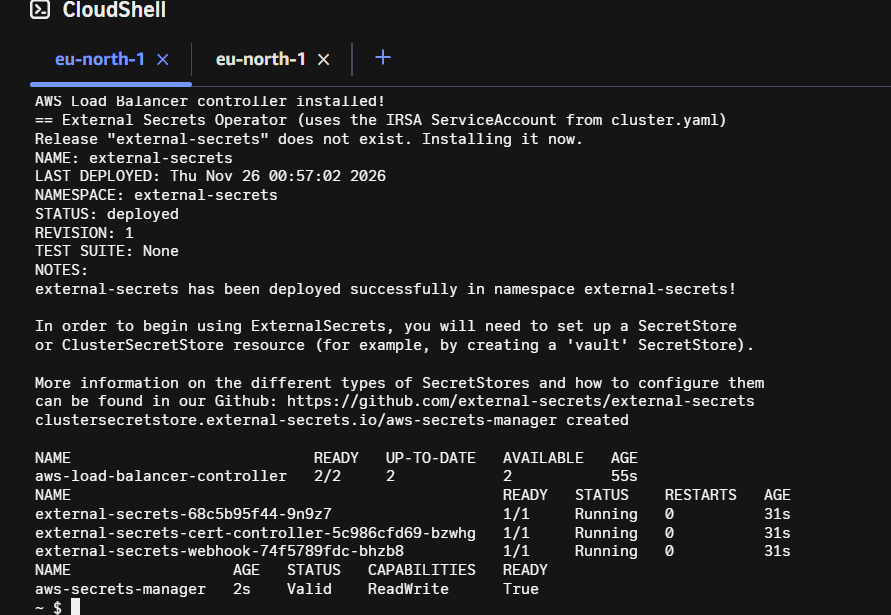 CloudShell
eu-north-1 × eu-north-1 × +
AWS Load Balancer controller installed!
== External Secrets Operator (uses the IRSA ServiceAccount from cluster.yaml)
Release "external-secrets" does not exist. Installing it now.
NAME: external-secrets
LAST DEPLOYED: Thu Nov 26 00:57:02 2026
NAMESPACE: external-secrets
STATUS: deployed
REVISION: 1
TEST SUITE: None
NOTES:
external-secrets has been deployed successfully in namespace external-secrets!
In order to begin using ExternalSecrets, you will need to set up a SecretStore
or ClusterSecretStore resource (for example, by creating a 'vault' SecretStore).
More information on the different types of SecretStores and how to configure them
can be found in our Github: https://github.com/external-secrets/external-secrets
clustersecretstore.external-secrets.io/aws-secrets-manager created
NAME READY UP-TO-DATE AVAILABLE AGE
aws-load-balancer-controller 2/2 2 2 55s
NAME READY STATUS RESTARTS AGE
external-secrets-68c5b95f44-9n9z7 1/1 Running 0 31s
external-secrets-cert-controller-5c986cfd69-bzwhg 1/1 Running 0 31s
external-secrets-webhook-74f5789fdc-bhzb8 1/1 Running 0 31s
NAME AGE STATUS CAPABILITIES READY
aws-secrets-manager 2s Valid ReadWrite True
~ $